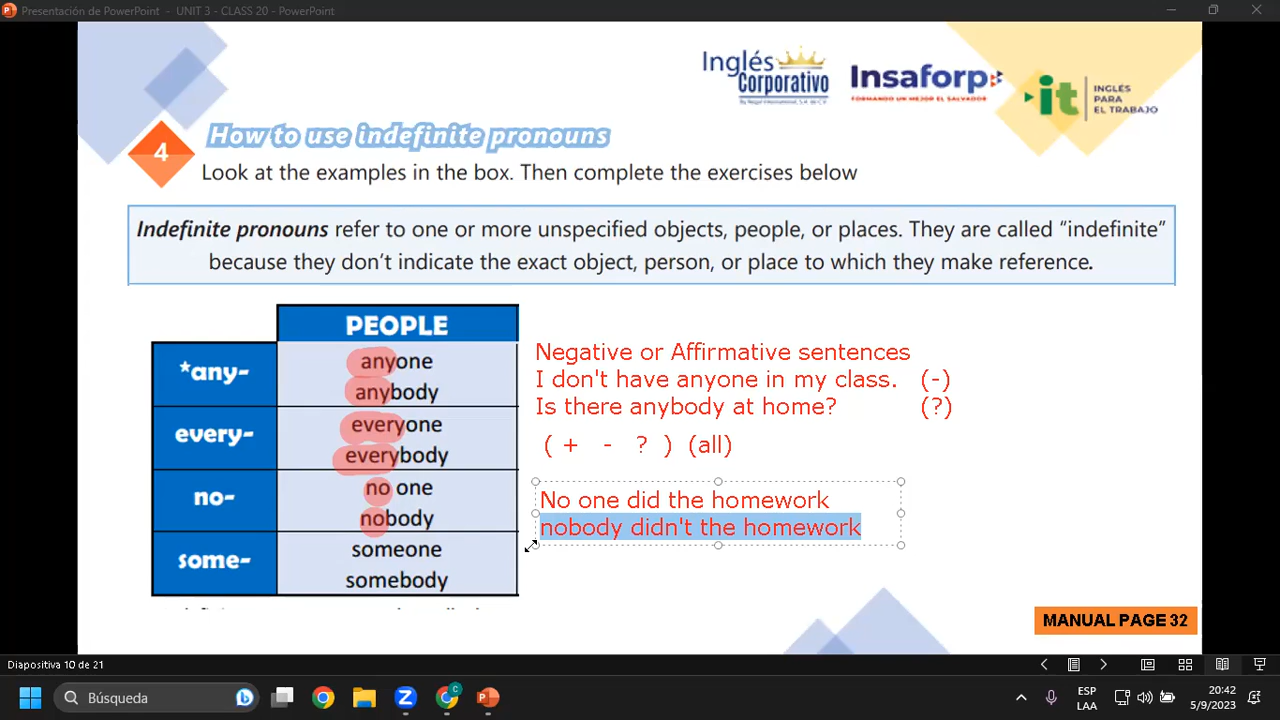 Presentación de PowerPoint - UNIT 3 - CLASS 20 - PowerPoint
Inglés
Corporativo
Insaforp
FORMANDO UN MEJOR EL SALVADOR
it
INGLÉS
PARA
EL TRABAJO
4
How to use indefinite pronouns
Look at the examples in the box. Then complete the exercises below
Indefinite pronouns refer to one or more unspecified objects, people, or places. They are called “indefinite”
because they don’t indicate the exact object, person, or place to which they make reference.
PEOPLE
*any-
anyone
anybody
every-
everyone
everybody
no-
no one
nobody
some-
someone
somebody
Negative or Affirmative sentences
I don't have anyone in my class. (-)
Is there anybody at home? (?)
( + - ? ) (all)
No one did the homework
nobody didn't the homework
MANUAL PAGE 32
Diapositiva 10 de 21
Búsqueda
ESP
LAA
20:42
5/9/2023